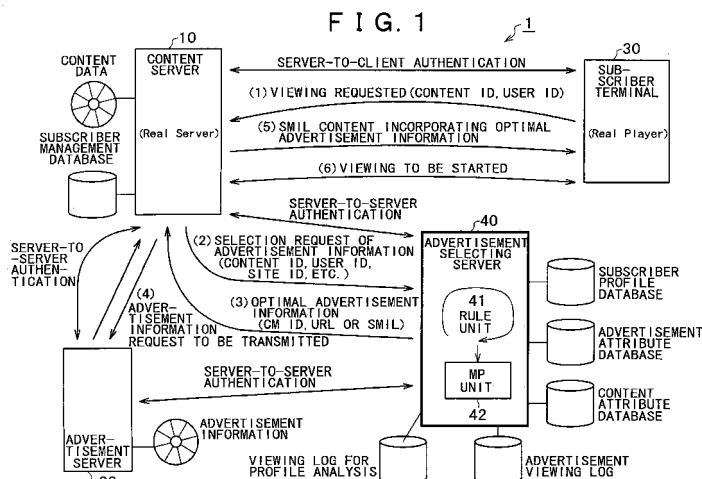 FIG. 1
1
10
CONTENT
SERVER
(Real Server)
CONTENT
DATA
SUBSCRIBER
MANAGEMENT
DATABASE
SERVER-TO-CLIENT AUTHENTICATION
(1) VIEWING REQUESTED (CONTENT ID, USER ID)
(5) SMIL CONTENT INCORPORATING OPTIMAL
ADVERTISEMENT INFORMATION
(6) VIEWING TO BE STARTED
30
SUB-
SCRIBER
TERMINAL
(Real Player)
SERVER-TO-SERVER
AUTHENTICATION
SERVER-TO
-SERVER
AUTHEN-
TICATION
(2) SELECTION REQUEST OF
ADVERTISEMENT INFORMATION
(CONTENT ID, USER ID,
SITE ID, ETC.)
(3) OPTIMAL ADVERTISEMENT
INFORMATION
(CM ID, URL OR SMIL)
(4)
ADVER-
TISEMENT
INFORMATION
REQUEST TO BE TRANSMITTED
40
ADVERTISEMENT
SELECTING
SERVER
41
RULE
UNIT
MP
UNIT
42
SUBSCRIBER
PROFILE
DATABASE
ADVERTISEMENT
ATTRIBUTE
DATABASE
CONTENT
ATTRIBUTE
DATABASE
SERVER-TO-SERVER
AUTHENTICATION
ADVER-
TISEMENT
SERVER
ADVERTISEMENT
INFORMATION
VIEWING LOG FOR
PROFILE ANALYSIS
ADVERTISEMENT
VIEWING LOG